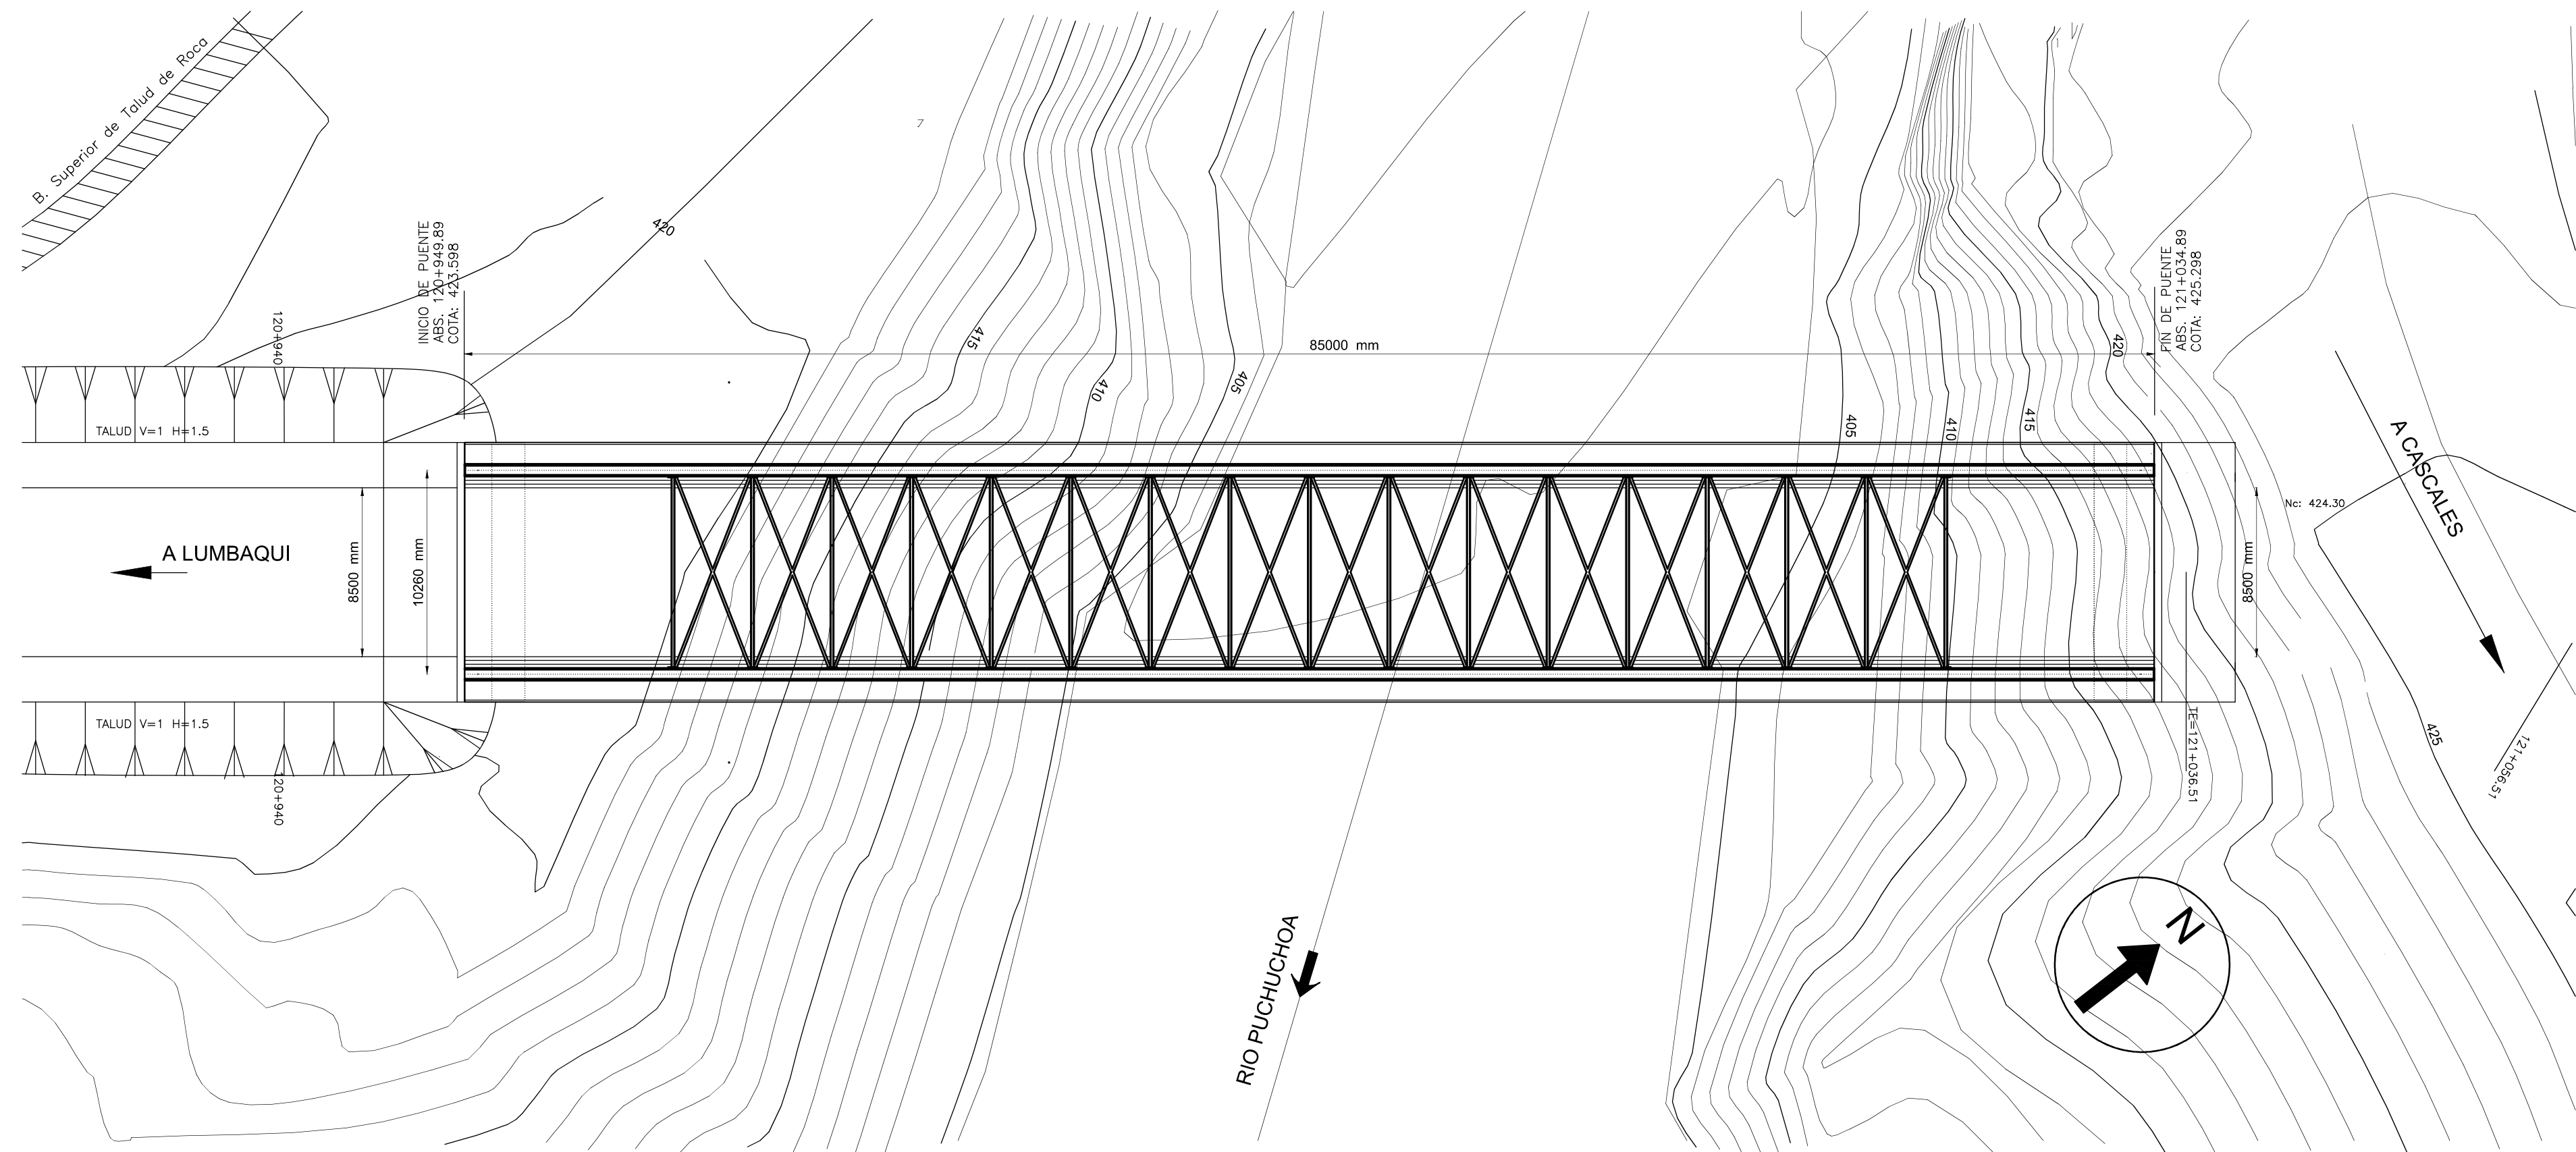 B. Superior de Talud de Roca
7
420
INICIO DE PUENTE
ABS. 120+949.89
COTA: 423.598
FIN DE PUENTE
ABS. 121+034.89
COTA: 425.298
120+940
415
85000 mm
420
410
405
405
410
415
TALUD V=1 H=1.5
A CASCALES
Nc: 424.30
A LUMBAQUI
8500 mm
10260 mm
8500 mm
TALUD V=1 H=1.5
120+940
TE=121+036.51
425
121+056.51
RIO PUCHUCHOA
N